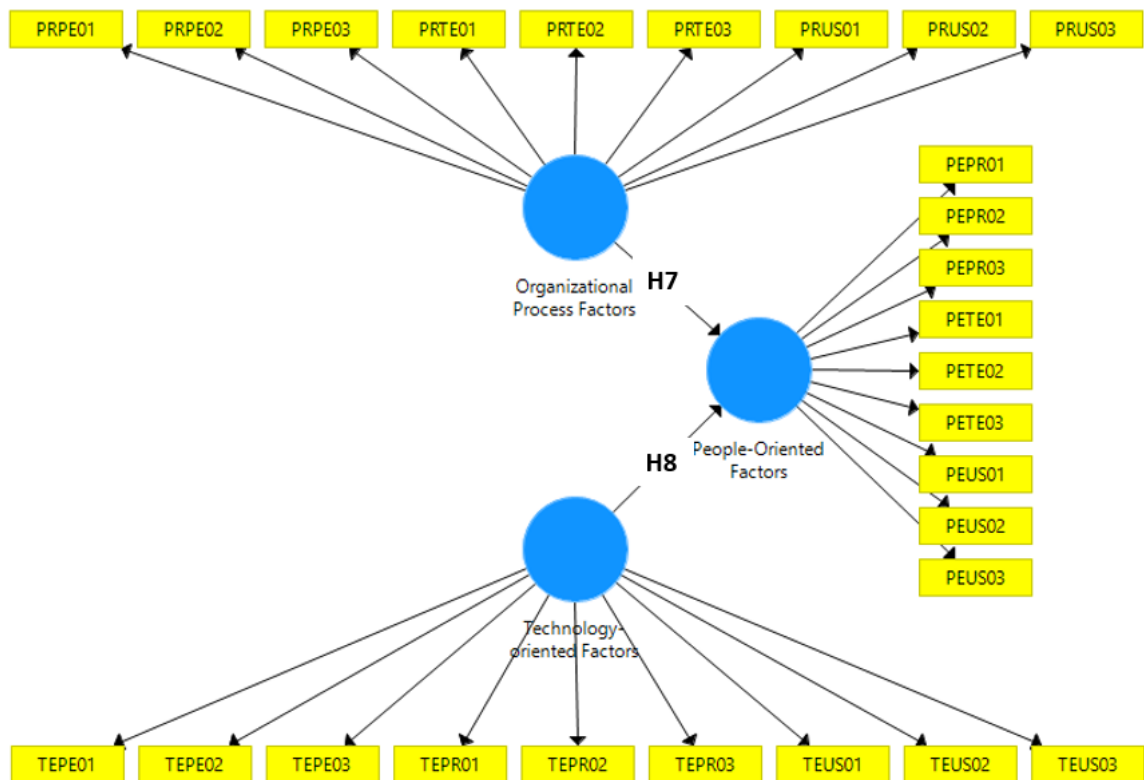 PRPE01 PRPE02 PRPE03 PRTE01 PRTE02 PRTE03 PRUS01 PRUS02 PRUS03
PEPR01
PEPR02
PEPR03
Organizational
Process Factors
H7
PETE01
PETE02
PETE03
People-Oriented
Factors
H8
PEUS01
PEUS02
PEUS03
Technology-
oriented Factors
TEPE01 TEPE02 TEPE03 TEPR01 TEPR02 TEPR03 TEUS01 TEUS02 TEUS03